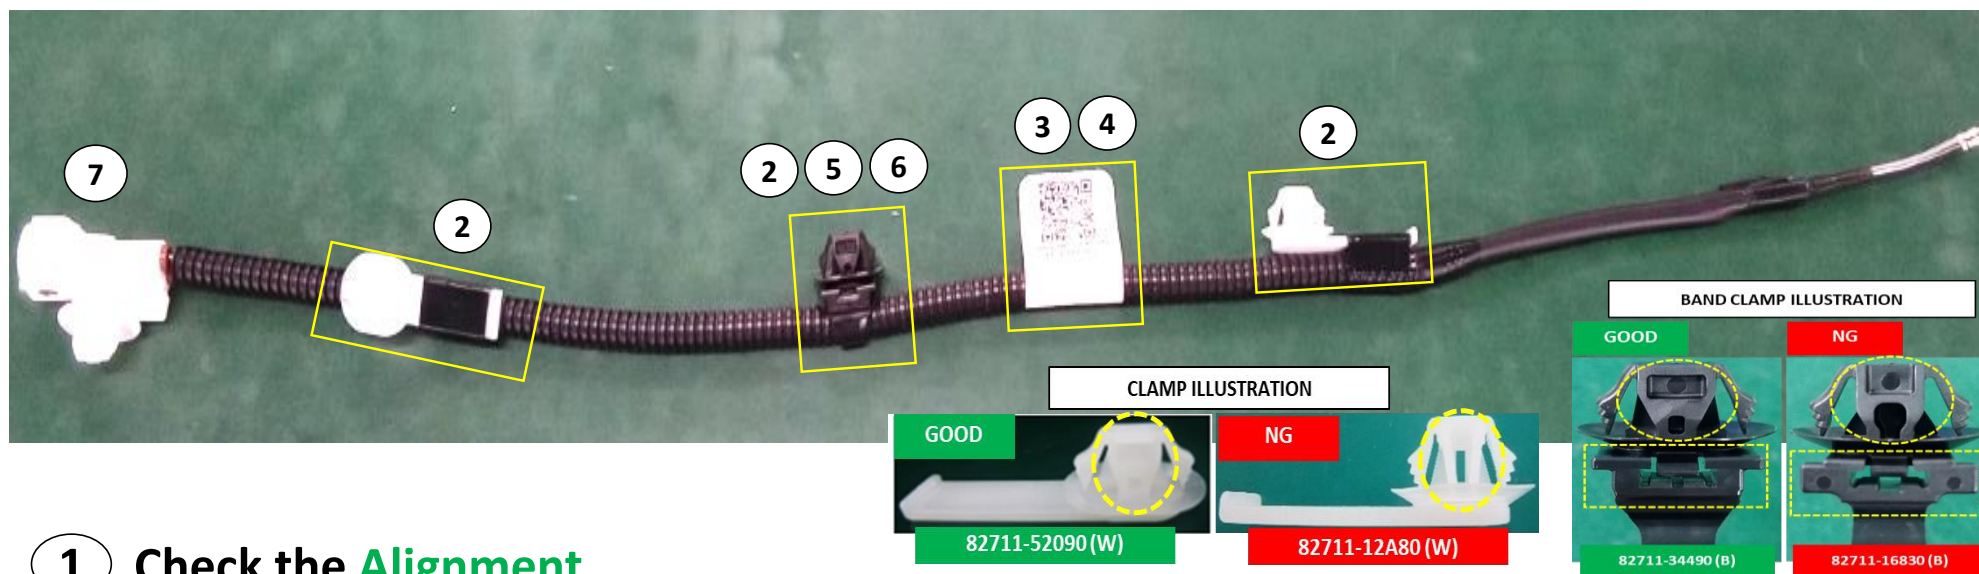 3 4
2
7
2 5 6
2
BAND CLAMP ILLUSTRATION
GOOD NG
CLAMP ILLUSTRATION
GOOD NG
82711-52090 (W) 82711-12A80 (W)
82711-34490 (B) 82711-16830 (B)
1 Check the Alignment